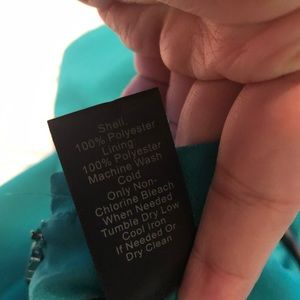 Shell:
100% Polyester
Lining:
100% Polyester
Machine Wash
Cold
Only Non-
Chlorine Bleach
When Needed
Tumble Dry Low
Cool Iron
If Needed Or
Dry Clean